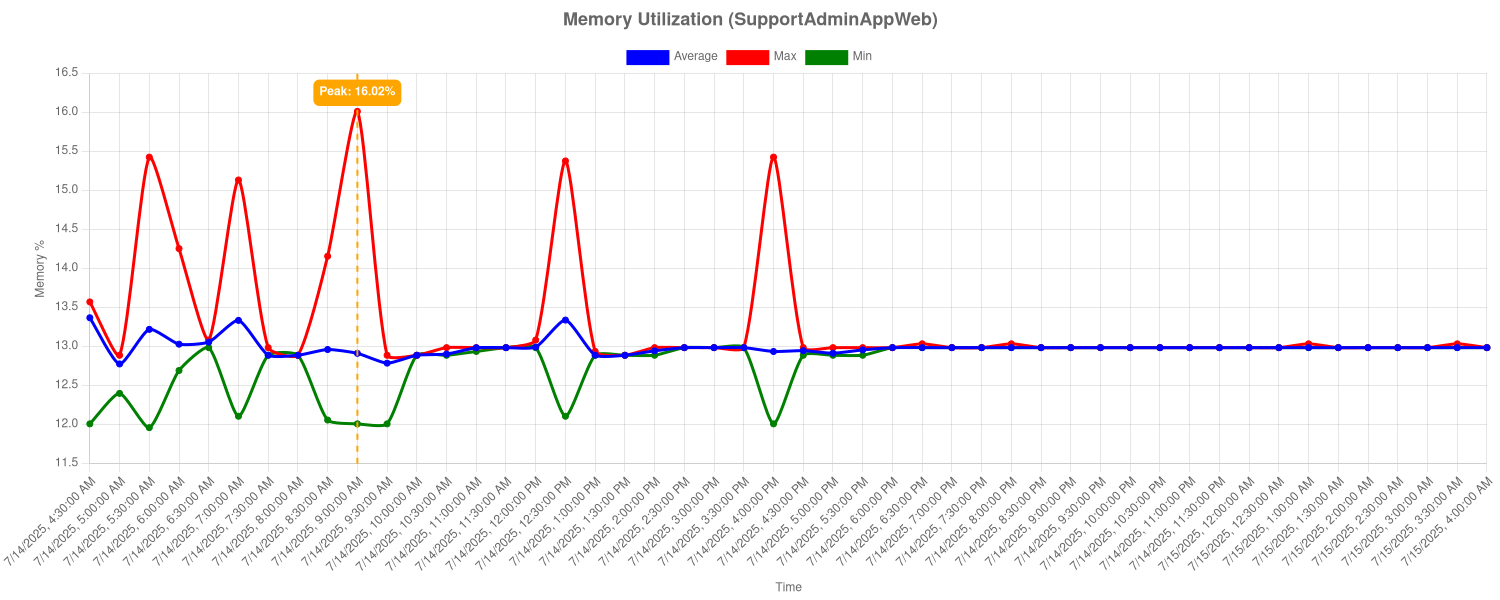 Memory Utilization (SupportAdminAppWeb)
Average Max Min
Peak: 16.02%
16.5
16.0
15.5
15.0
14.5
14.0
13.5
13.0
12.5
12.0
11.5
Memory %
7/14/2025, 4:30:00 AM
7/14/2025, 5:00:00 AM
7/14/2025, 5:30:00 AM
7/14/2025, 6:00:00 AM
7/14/2025, 6:30:00 AM
7/14/2025, 7:00:00 AM
7/14/2025, 7:30:00 AM
7/14/2025, 8:00:00 AM
7/14/2025, 8:30:00 AM
7/14/2025, 9:00:00 AM
7/14/2025, 9:30:00 AM
7/14/2025, 10:00:00 AM
7/14/2025, 10:30:00 AM
7/14/2025, 11:00:00 AM
7/14/2025, 11:30:00 AM
7/14/2025, 12:00:00 PM
7/14/2025, 12:30:00 PM
7/14/2025, 1:00:00 PM
7/14/2025, 1:30:00 PM
7/14/2025, 2:00:00 PM
7/14/2025, 2:30:00 PM
7/14/2025, 3:00:00 PM
7/14/2025, 3:30:00 PM
7/14/2025, 4:00:00 PM
7/14/2025, 4:30:00 PM
7/14/2025, 5:00:00 PM
7/14/2025, 5:30:00 PM
7/14/2025, 6:00:00 PM
7/14/2025, 6:30:00 PM
7/14/2025, 7:00:00 PM
7/14/2025, 7:30:00 PM
7/14/2025, 8:00:00 PM
7/14/2025, 8:30:00 PM
7/14/2025, 9:00:00 PM
7/14/2025, 9:30:00 PM
7/14/2025, 10:00:00 PM
7/14/2025, 10:30:00 PM
7/14/2025, 11:00:00 PM
7/14/2025, 11:30:00 PM
7/15/2025, 12:00:00 AM
7/15/2025, 12:30:00 AM
7/15/2025, 1:00:00 AM
7/15/2025, 1:30:00 AM
7/15/2025, 2:00:00 AM
7/15/2025, 2:30:00 AM
7/15/2025, 3:00:00 AM
7/15/2025, 3:30:00 AM
7/15/2025, 4:00:00 AM
Time